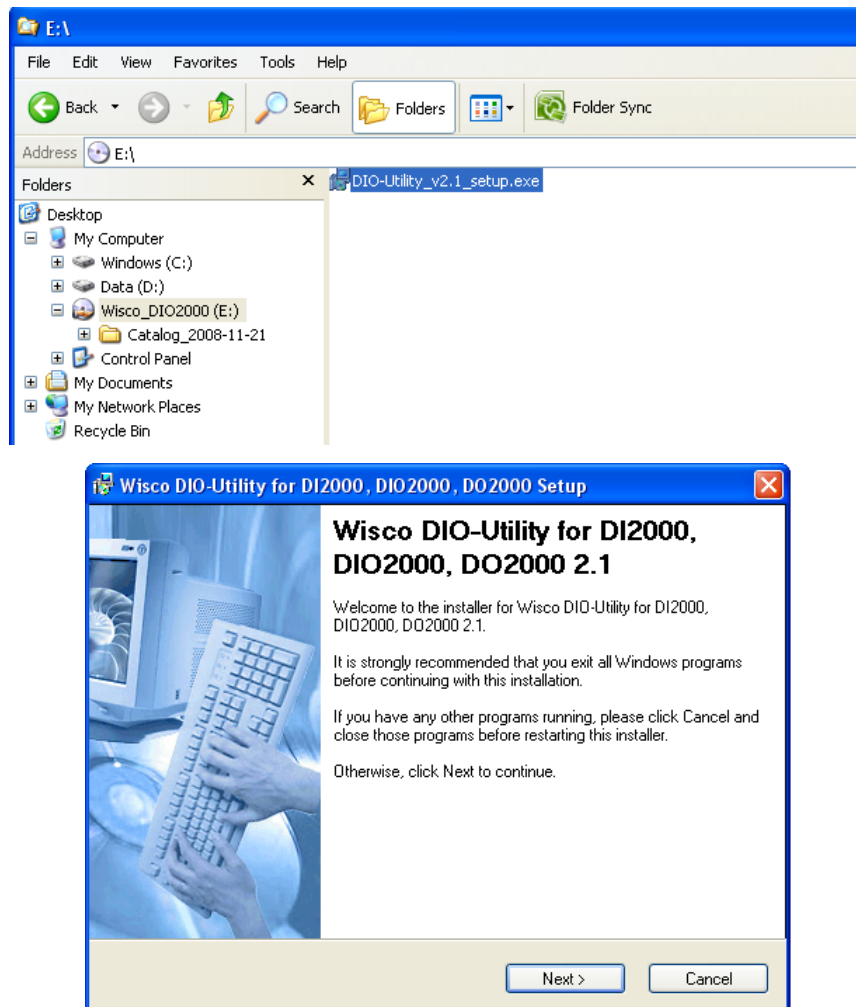 E:\
File Edit View Favorites Tools Help
Back Search Folders Folder Sync
Address E:\
Folders
DIO-Utility_v2.1_setup.exe
Desktop
My Computer
Windows (C:)
Data (D:)
Wisco_DIO2000 (E:)
Catalog_2008-11-21
Control Panel
My Documents
My Network Places
Recycle Bin
Wisco DIO-Utility for DI2000, DIO2000, DO2000 Setup
Wisco DIO-Utility for DI2000,
DIO2000, DO2000 2.1
Welcome to the installer for Wisco DIO-Utility for DI2000,
DIO2000, DO2000 2.1.
It is strongly recommended that you exit all Windows programs
before continuing with this installation.
If you have any other programs running, please click Cancel and
close those programs before restarting this installer.
Otherwise, click Next to continue.
Next > Cancel